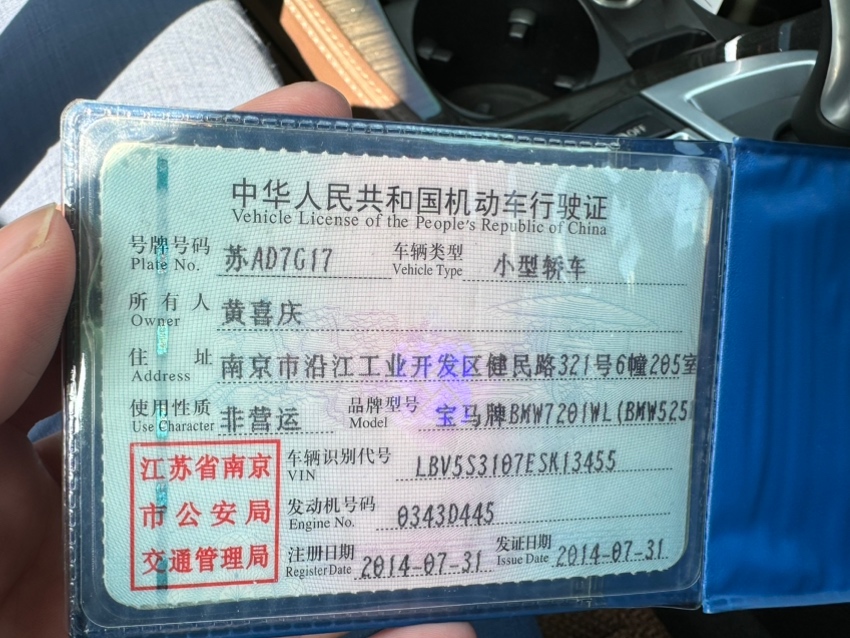 中华人民共和国机动车行驶证
Vehicle License of the People's Republic of China
号牌号码 苏AD7G17 车辆类型 小型轿车
Plate No. Vehicle Type
所有人 黄喜庆
Owner
住址 南京市沿江工业开发区健民路321号6幢205室
Address
使用性质 非营运 品牌型号 宝马牌BMW7201WL(BMW525
Use Character Model
江苏省南京
市公安局
交通管理局
车辆识别代号 LBV5S3107ESK13455
VIN
发动机号码 0343D445
Engine No.
注册日期 2014-07-31 发证日期 2014-07-31
Register Date Issue Date